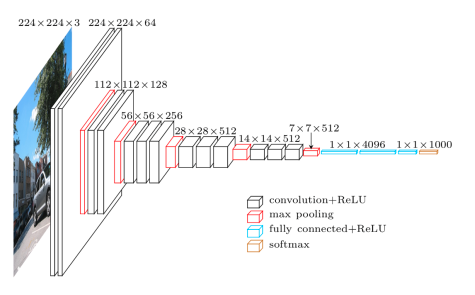 224×224×3 224×224×64
112×112×128
56×56×256
28×28×512
14×14×512
7×7×512
1×1×4096 1×1×1000
convolution+ReLU
max pooling
fully connected+ReLU
softmax